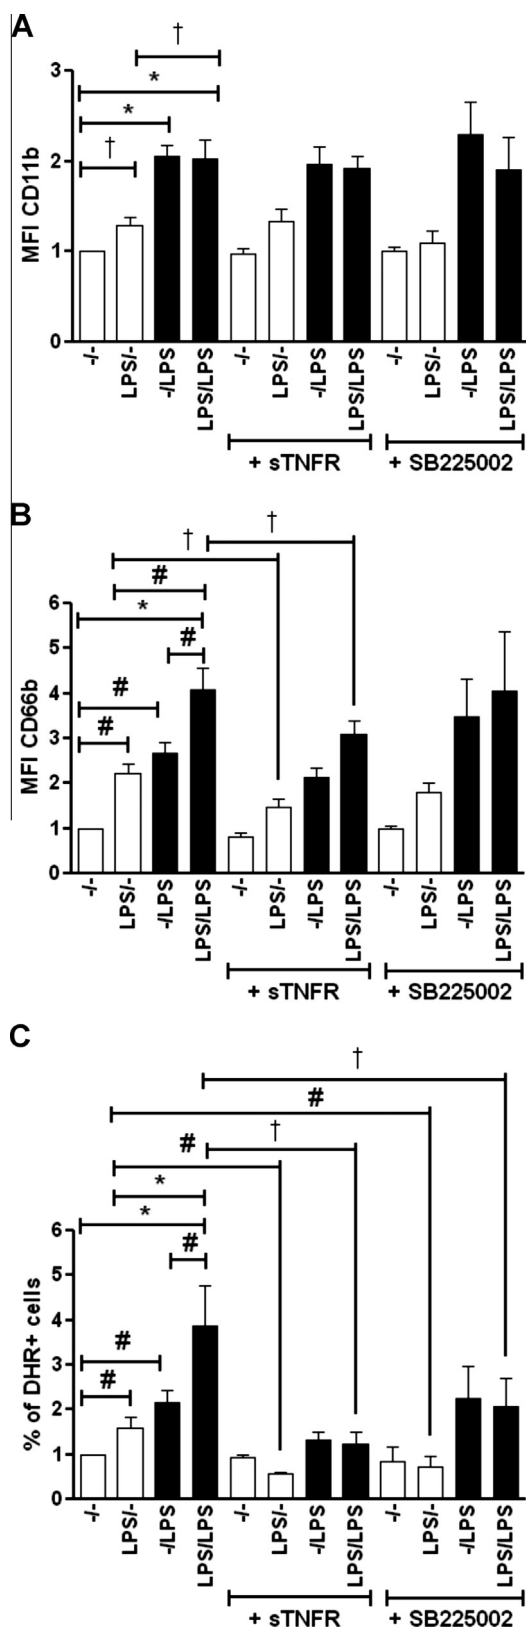 A
†
*
*
†
3
2
1
0
MFI CD11b
-/-
LPS/-
-/LPS
LPS/LPS
-/-
LPS/-
-/LPS
LPS/LPS
-/-
LPS/-
-/LPS
LPS/LPS
+ sTNFR
+ SB225002
B
†
†
#
*
#
#
#
6
5
4
3
2
1
0
MFI CD66b
-/-
LPS/-
-/LPS
LPS/LPS
-/-
LPS/-
-/LPS
LPS/LPS
-/-
LPS/-
-/LPS
LPS/LPS
+ sTNFR
+ SB225002
C
†
#
†
#
*
*
#
#
#
6
5
4
3
2
1
0
% of DHR+ cells
-/-
LPS/-
-/LPS
LPS/LPS
-/-
LPS/-
-/LPS
LPS/LPS
-/-
LPS/-
-/LPS
LPS/LPS
+ sTNFR
+ SB225002